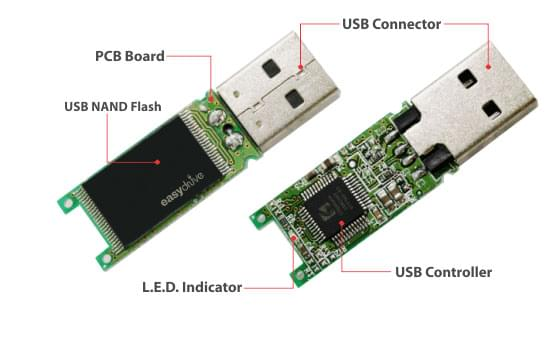 USB Connector
PCB Board
USB NAND Flash
easydrive
L.E.D. Indicator
USB Controller